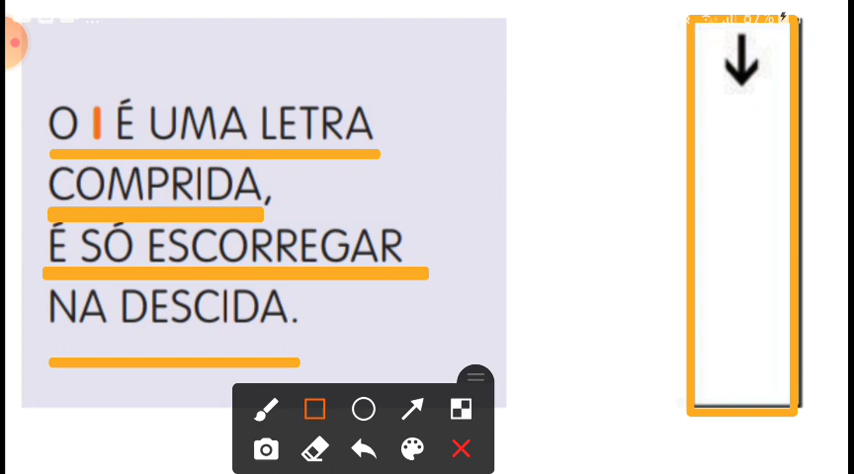 O I É UMA LETRA
COMPRIDA,
É SÓ ESCORREGAR
NA DESCIDA.